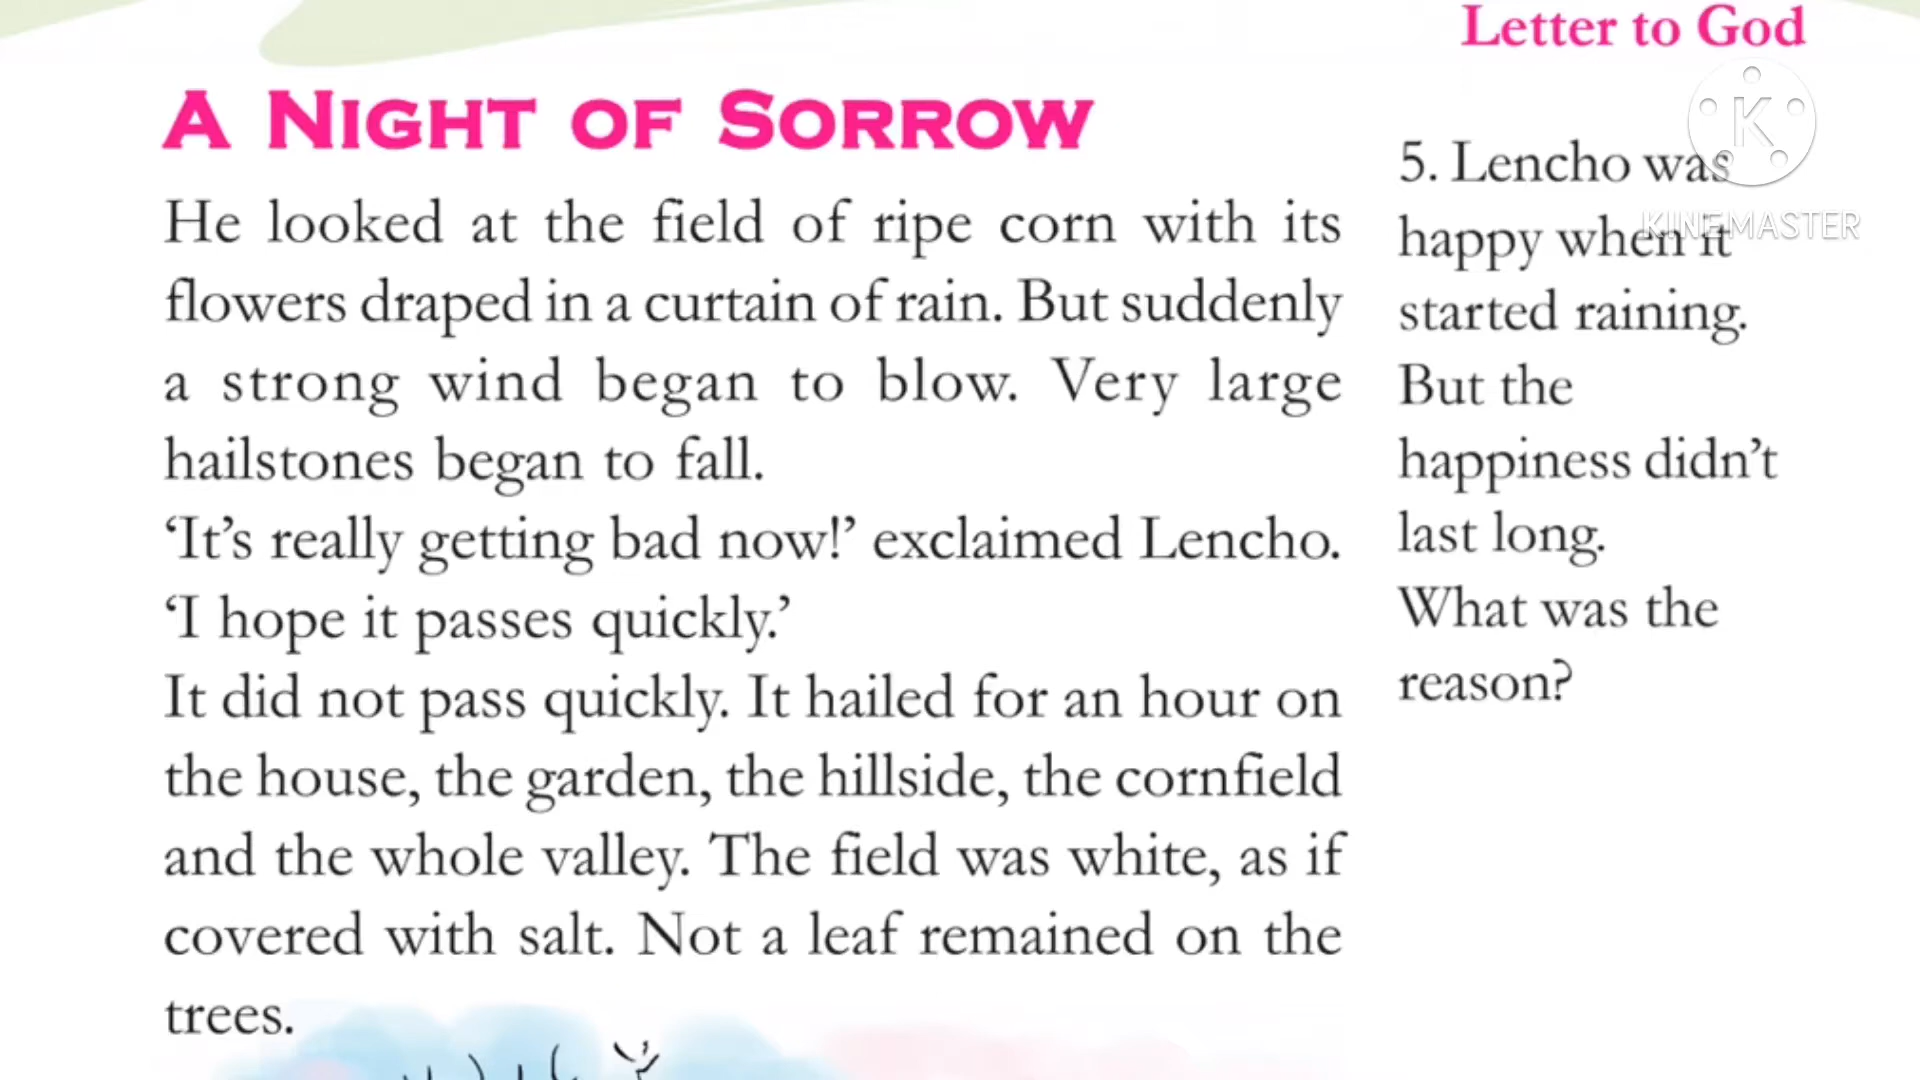 Letter to God
A NIGHT OF SORROW
He looked at the field of ripe corn with its
flowers draped in a curtain of rain. But suddenly
a strong wind began to blow. Very large
hailstones began to fall.
‘It’s really getting bad now!’ exclaimed Lencho.
‘I hope it passes quickly.’
It did not pass quickly. It hailed for an hour on
the house, the garden, the hillside, the cornfield
and the whole valley. The field was white, as if
covered with salt. Not a leaf remained on the
trees.
5. Lencho was
happy when it
started raining.
But the
happiness didn’t
last long.
What was the
reason?
K
KINEMASTER